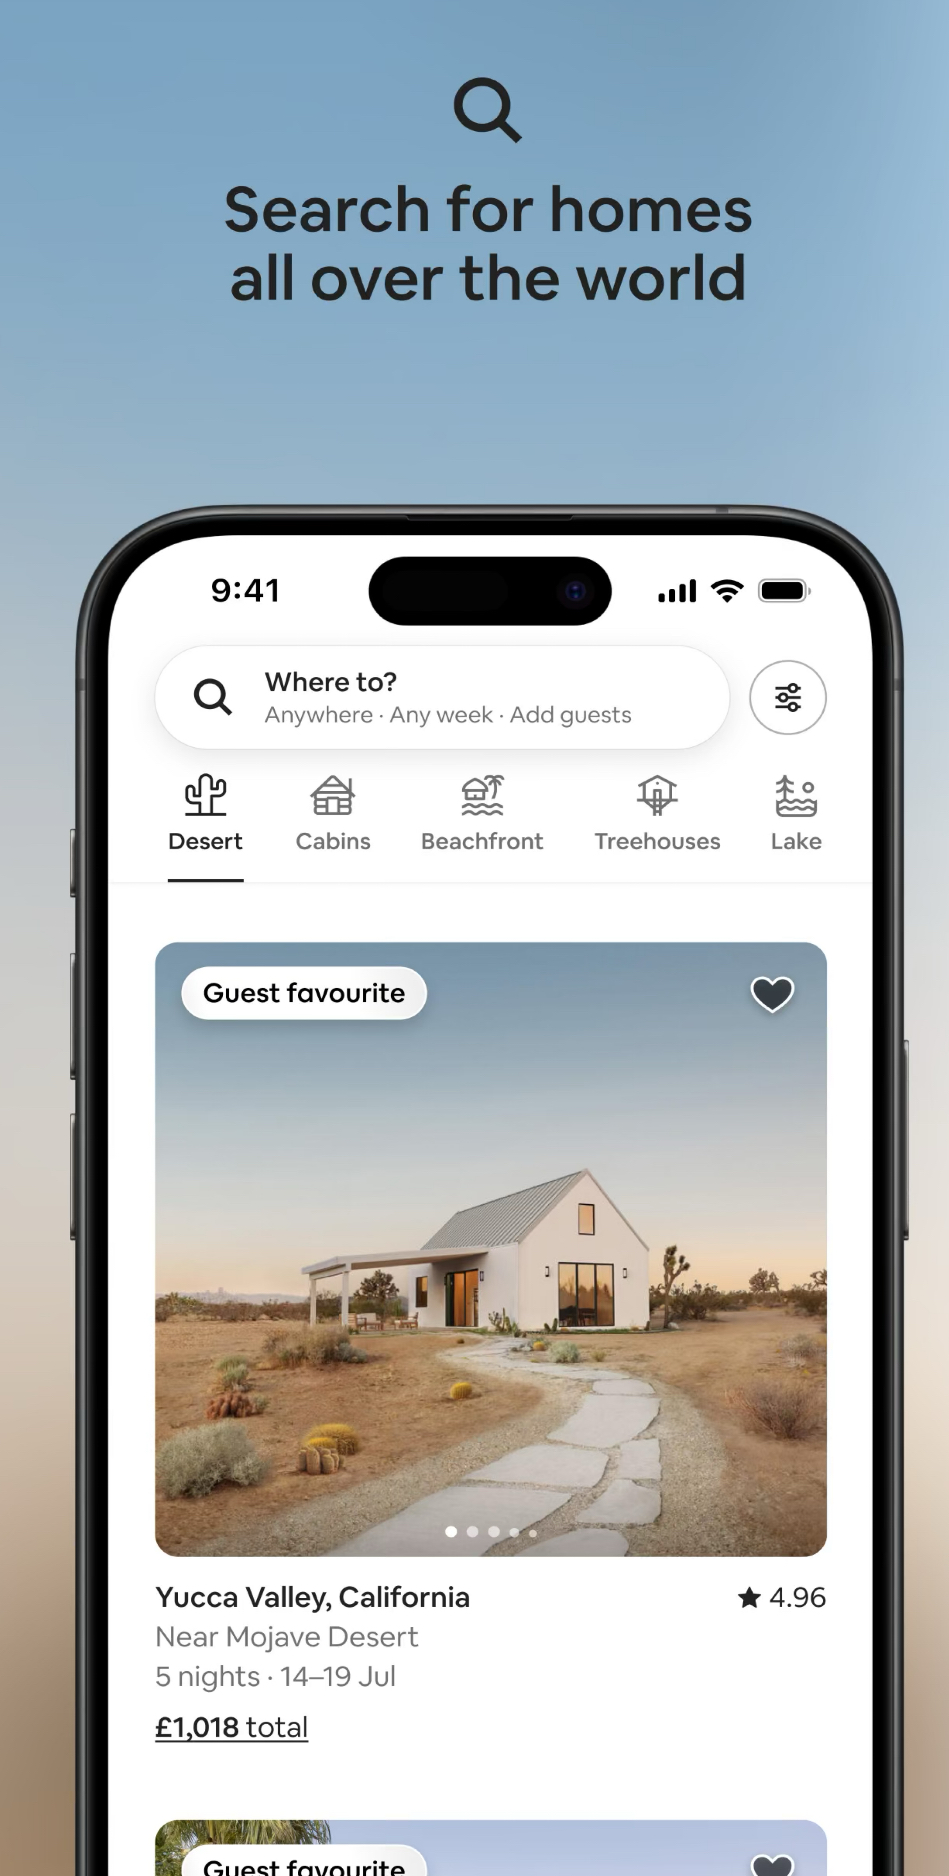 Search for homes
all over the world
9:41
Where to?
Anywhere · Any week · Add guests
Desert
Cabins
Beachfront
Treehouses
Lake
Guest favourite
Yucca Valley, California
4.96
Near Mojave Desert
5 nights · 14–19 Jul
£1,018 total
Guest favourite